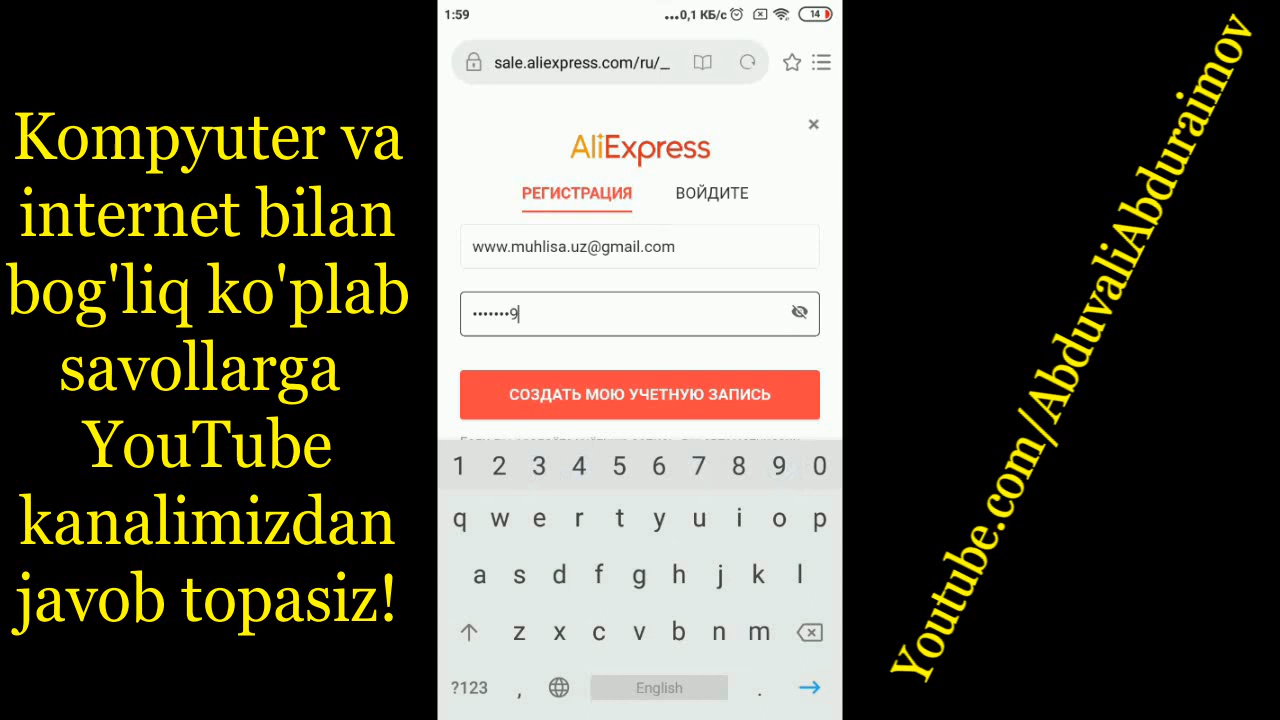 Kompyuter va
internet bilan
bog'liq ko'plab
savollarga
YouTube
kanalimizdan
javob topasiz!
1:59
...0,1 КБ/с
14
sale.aliexpress.com/ru/_
×
AliExpress
РЕГИСТРАЦИЯ ВОЙДИТЕ
www.muhlisa.uz@gmail.com
•••••••9
СОЗДАТЬ МОЮ УЧЕТНУЮ ЗАПИСЬ
1 2 3 4 5 6 7 8 9 0
q w e r t y u i o p
a s d f g h j k l
z x c v b n m
?123 , English .
Youtube.com/AbduvaliAbduraimov